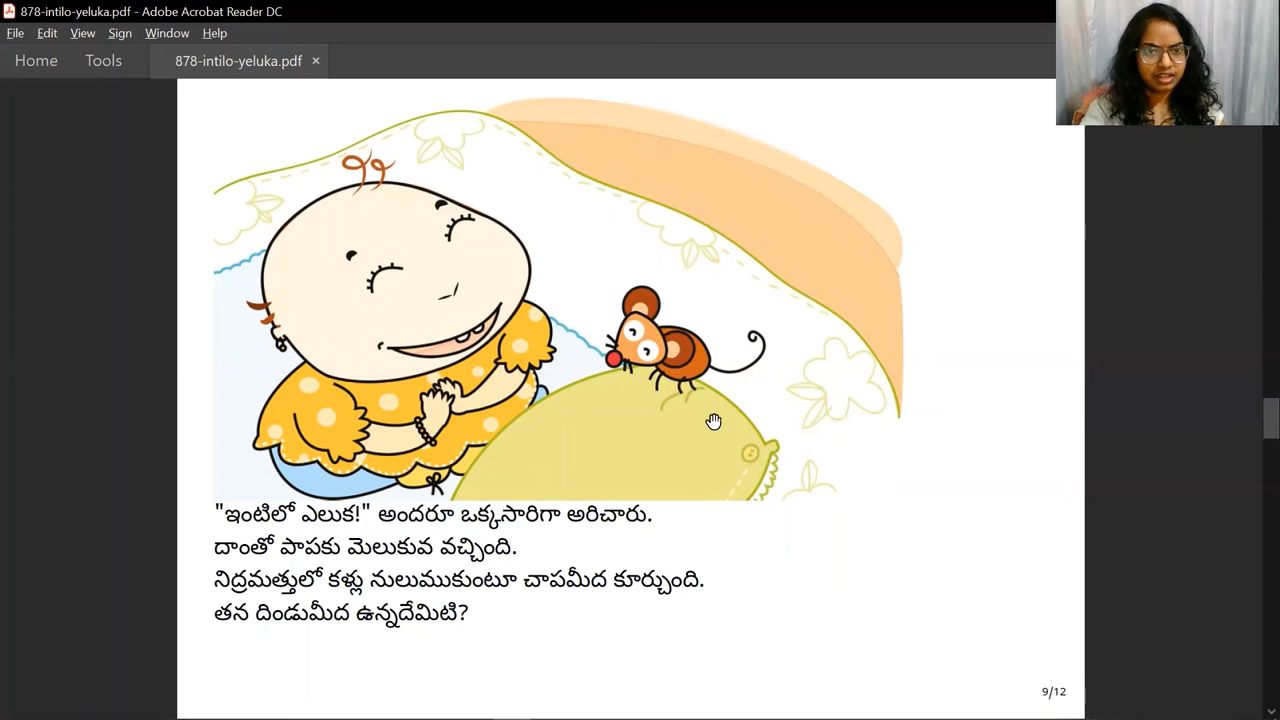 878-intilo-yeluka.pdf - Adobe Acrobat Reader DC
File Edit View Sign Window Help
Home Tools 878-intilo-yeluka.pdf ×
"ఇంటిలో ఎలుక!" అందరూ ఒక్కసారిగా అరిచారు.
దాంతో పాపకు మెలుకువ వచ్చింది.
నిద్రమత్తులో కళ్లు నులుముకుంటూ చాపమీద కూర్చుంది.
తన దిండుమీద ఉన్నదేమిటి?
9/12